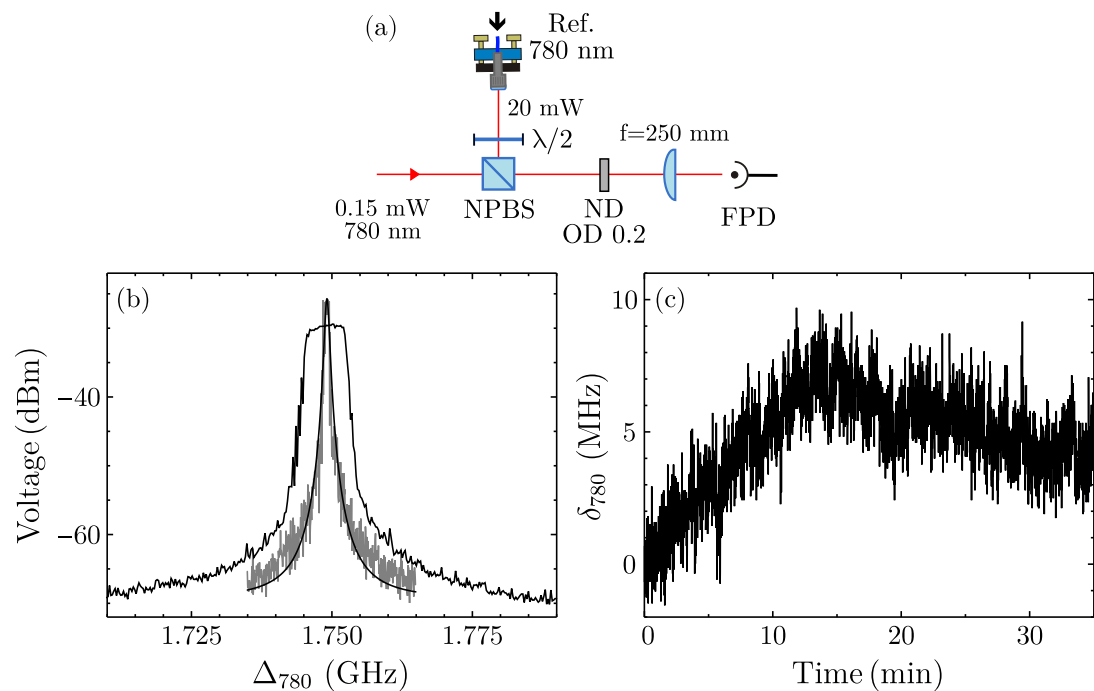 (a)
Ref.
780 nm
20 mW
λ/2
f=250 mm
0.15 mW
780 nm
NPBS
ND
OD 0.2
FPD
(b)
Voltage (dBm)
−40
−60
1.725
1.750
1.775
Δ780 (GHz)
(c)
δ780 (MHz)
10
5
0
0
10
20
30
Time (min)